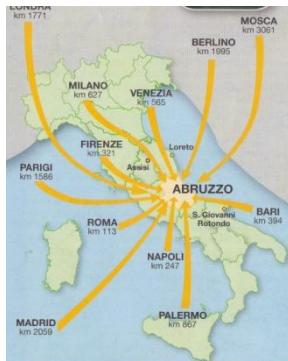 LONDRA
km 1771
MOSCA
km 3061
BERLINO
km 1995
MILANO
km 627
VENEZIA
km 565
FIRENZE
km 321
Loreto
Assisi
PARIGI
km 1586
ABRUZZO
S. Giovanni
Rotondo
BARI
km 394
ROMA
km 113
NAPOLI
km 247
MADRID
km 2059
PALERMO
km 867